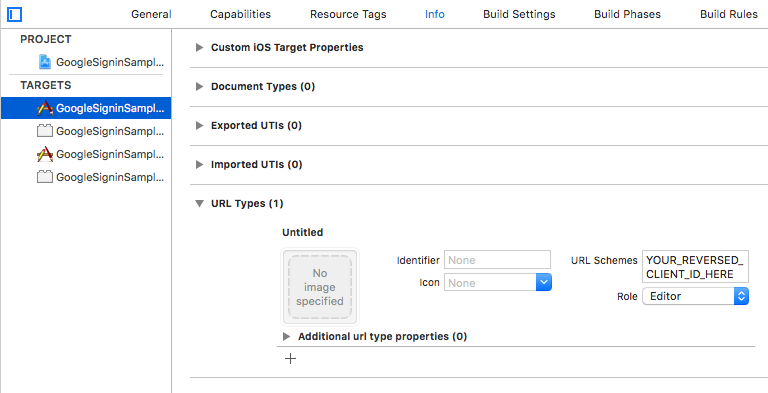 General Capabilities Resource Tags Info Build Settings Build Phases Build Rules
PROJECT
GoogleSigninSampl...
TARGETS
GoogleSigninSampl...
GoogleSigninSampl...
GoogleSigninSampl...
GoogleSigninSampl...
Custom iOS Target Properties
Document Types (0)
Exported UTIs (0)
Imported UTIs (0)
URL Types (1)
Untitled
No
image
specified
Identifier None
Icon None
URL Schemes YOUR_REVERSED_
CLIENT_ID_HERE
Role Editor
Additional url type properties (0)